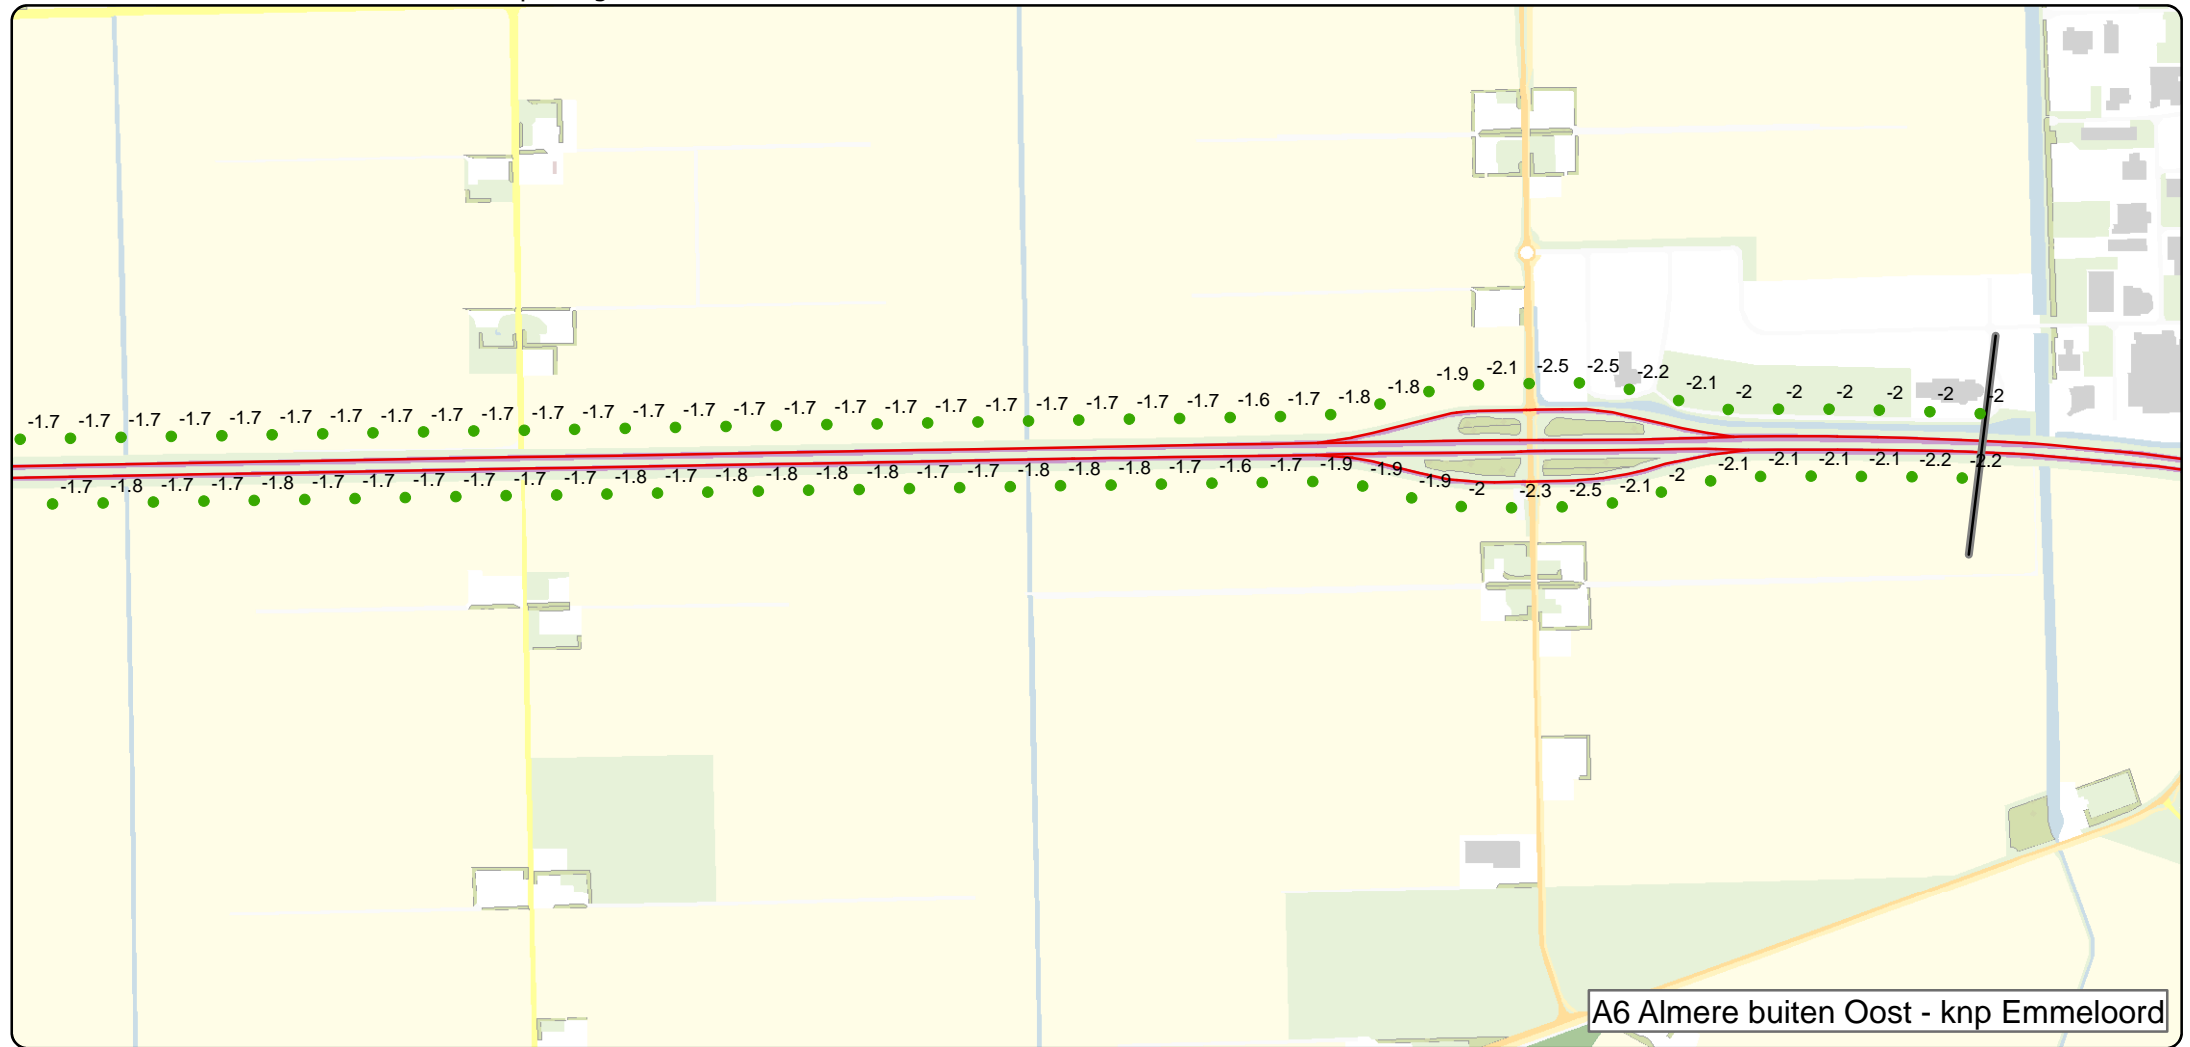 -1.7 -1.7 -1.7 -1.7 -1.7 -1.7 -1.7 -1.7 -1.7 -1.7 -1.7 -1.7 -1.7 -1.7 -1.7 -1.7 -1.7 -1.7 -1.7 -1.7 -1.7 -1.7 -1.7 -1.7 -1.6 -1.7 -1.8 -1.8 -1.9 -2.1 -2.5 -2.5 -2.2 -2.1 -2 -2 -2 -2 -2 -2
-1.7 -1.8 -1.7 -1.7 -1.8 -1.7 -1.7 -1.7 -1.7 -1.7 -1.7 -1.8 -1.7 -1.8 -1.8 -1.8 -1.8 -1.7 -1.7 -1.8 -1.8 -1.8 -1.7 -1.6 -1.7 -1.9 -1.9 -1.9 -2 -2.3 -2.5 -2.1 -2 -2.1 -2.1 -2.1 -2.1 -2.2 -2.2
A6 Almere buiten Oost - knp Emmeloord